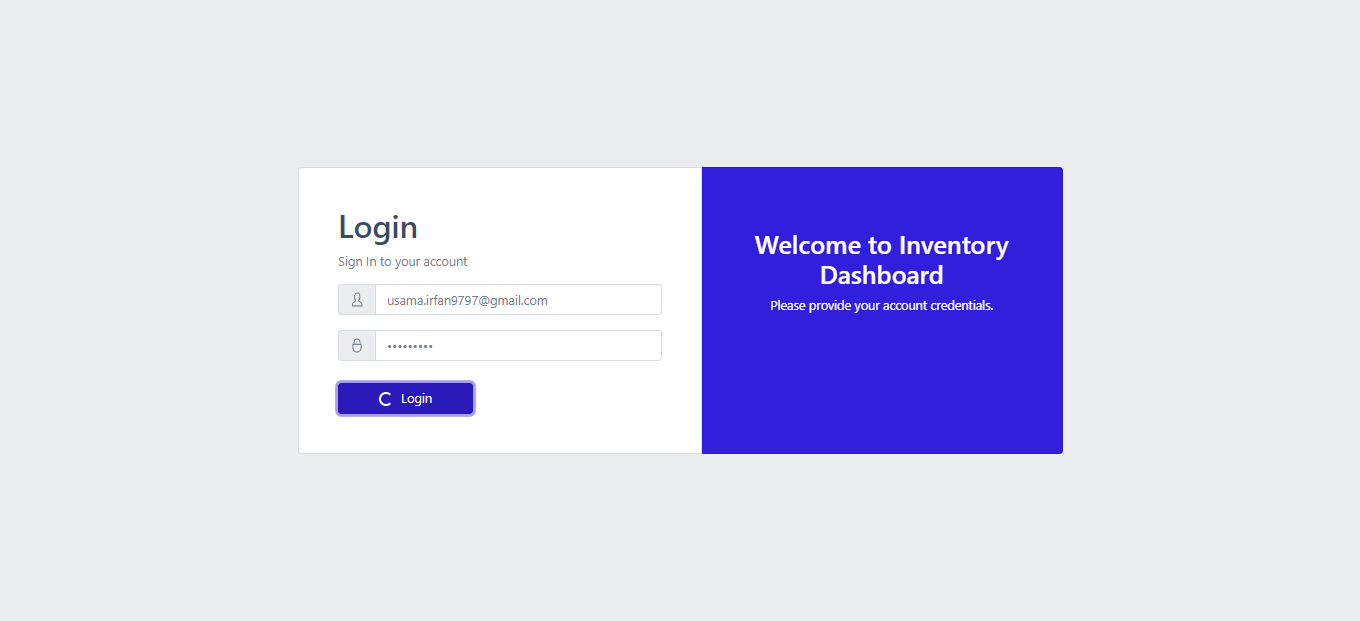 Login
Sign In to your account
usama.irfan9797@gmail.com
•••••••••
Login
Welcome to Inventory
Dashboard
Please provide your account credentials.